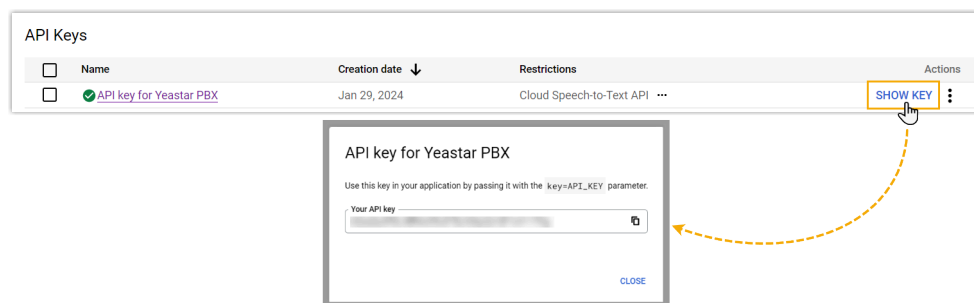 API Keys
Name Creation date Restrictions Actions
API key for Yeastar PBX Jan 29, 2024 Cloud Speech-to-Text API ••• SHOW KEY
API key for Yeastar PBX
Use this key in your application by passing it with the key=API_KEY parameter.
Your API key
CLOSE